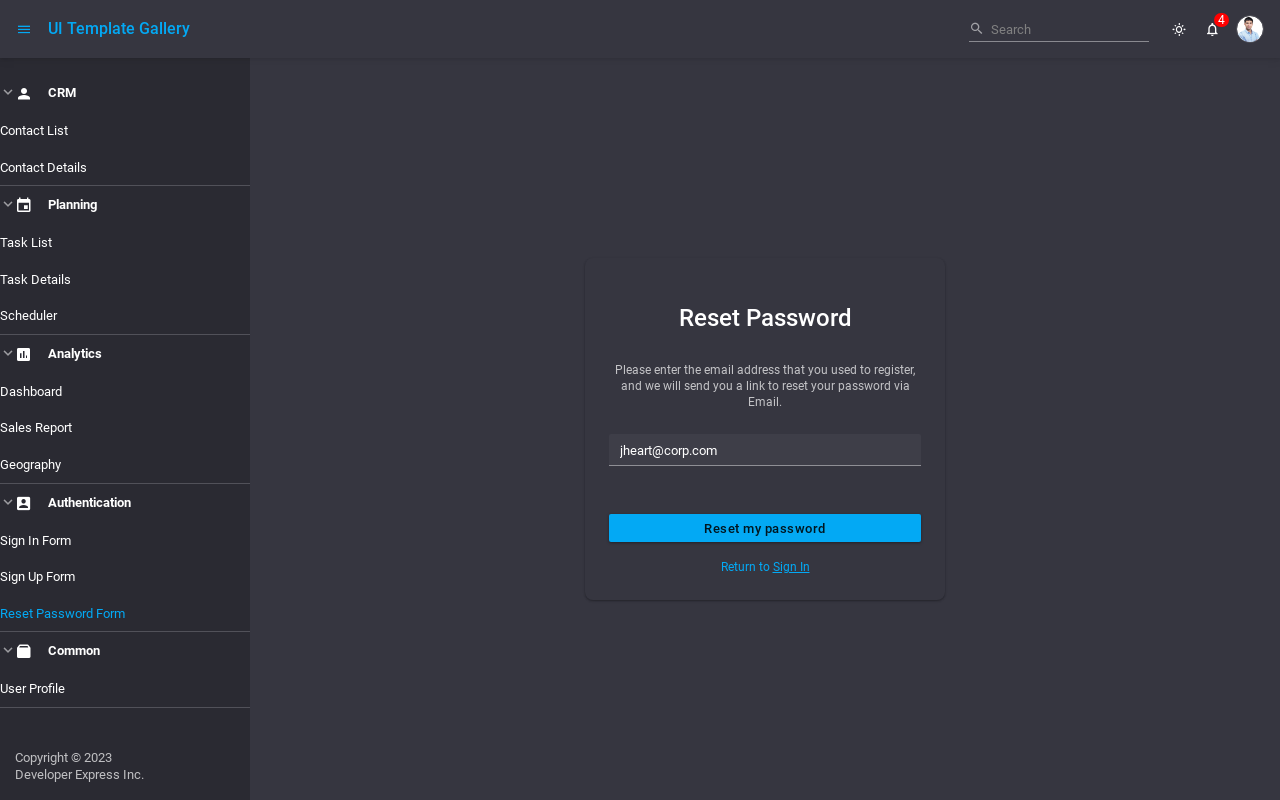 UI Template Gallery
Search
4
CRM
Contact List
Contact Details
Planning
Task List
Task Details
Scheduler
Analytics
Dashboard
Sales Report
Geography
Authentication
Sign In Form
Sign Up Form
Reset Password Form
Common
User Profile
Copyright © 2023
Developer Express Inc.
Reset Password
Please enter the email address that you used to register,
and we will send you a link to reset your password via
Email.
jheart@corp.com
Reset my password
Return to Sign In